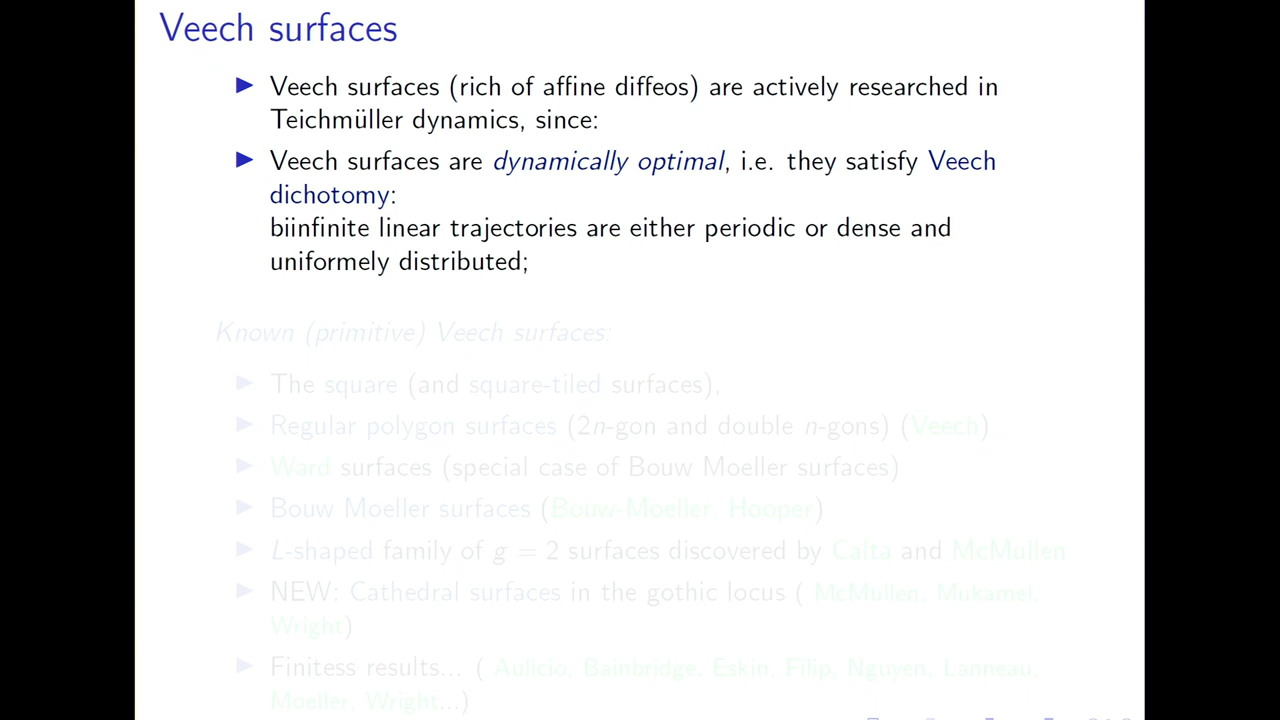 Veech surfaces
▶ Veech surfaces (rich of affine diffeos) are actively researched in
Teichmüller dynamics, since:
▶ Veech surfaces are dynamically optimal, i.e. they satisfy Veech
dichotomy:
biinfinite linear trajectories are either periodic or dense and
uniformely distributed;
Known (primitive) Veech surfaces:
▶ The square (and square-tiled surfaces),
▶ Regular polygon surfaces (2n-gon and double n-gons) (Veech)
▶ Ward surfaces (special case of Bouw Moeller surfaces)
▶ Bouw Moeller surfaces (Bouw-Moeller, Hooper)
▶ L-shaped family of g = 2 surfaces discovered by Calta and McMullen
▶ NEW: Cathedral surfaces in the gothic locus ( McMullen, Mukamel,
Wright)
▶ Finitess results... ( Aulicio, Bainbridge, Eskin, Filip, Nguyen, Lanneau,
Moeller, Wright...)